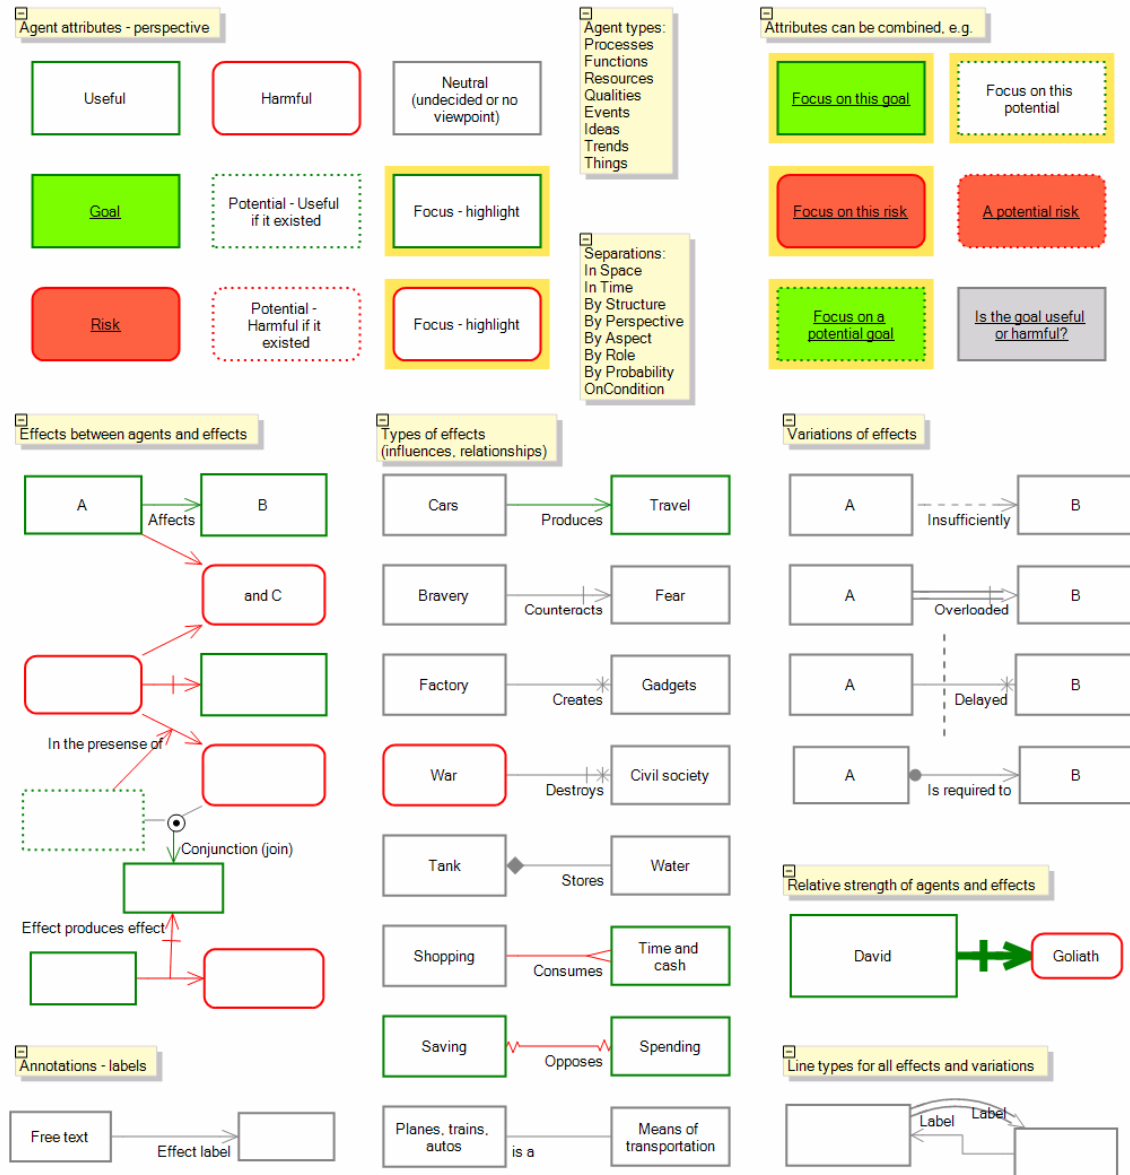 Agent attributes - perspective
Useful
Harmful
Neutral
(undecided or no
viewpoint)
Goal
Potential - Useful
if it existed
Focus - highlight
Risk
Potential -
Harmful if it
existed
Focus - highlight
Agent types:
Processes
Functions
Resources
Qualities
Events
Ideas
Trends
Things
Separations:
In Space
In Time
By Structure
By Perspective
By Aspect
By Role
By Probability
OnCondition
Attributes can be combined, e.g.
Focus on this goal
Focus on this
potential
Focus on this risk
A potential risk
Focus on a
potential goal
Is the goal useful
or harmful?
Effects between agents and effects
A
Affects
B
and C
In the presense of
Conjunction (join)
Effect produces effect
Annotations - labels
Free text
Effect label
Types of effects
(influences, relationships)
Cars
Produces
Travel
Bravery
Counteracts
Fear
Factory
Creates
Gadgets
War
Destroys
Civil society
Tank
Stores
Water
Shopping
Consumes
Time and
cash
Saving
Opposes
Spending
Planes, trains,
autos
is a
Means of
transportation
Variations of effects
A
Insufficiently
B
A
Overloaded
B
A
Delayed
B
A
Is required to
B
Relative strength of agents and effects
David
Goliath
Line types for all effects and variations
Label
Label